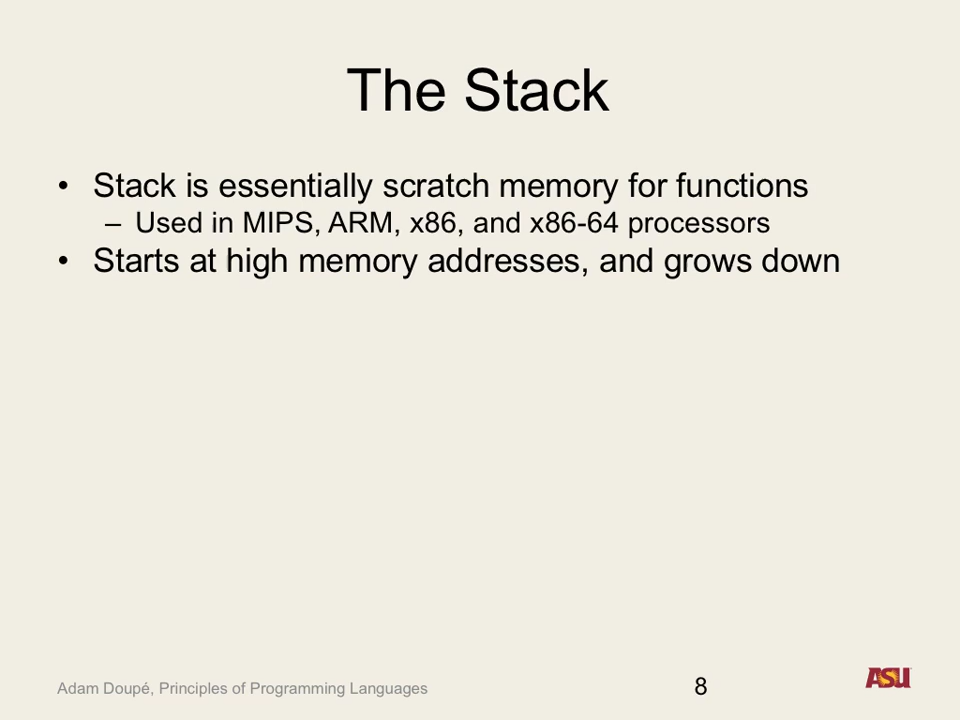 The Stack
• Stack is essentially scratch memory for functions
– Used in MIPS, ARM, x86, and x86-64 processors
• Starts at high memory addresses, and grows down
Adam Doupé, Principles of Programming Languages
8
ASU